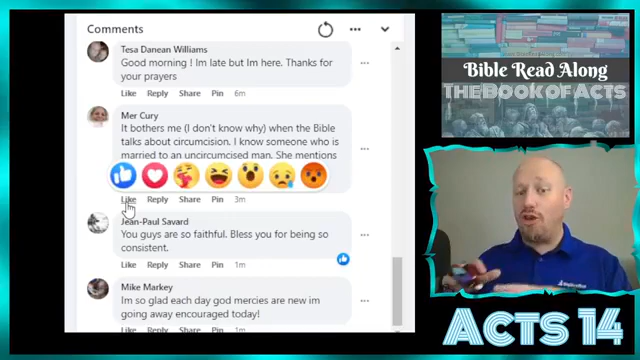 Comments
Tesa Danean Williams
Good morning ! Im late but Im here. Thanks for
your prayers
Like Reply Share Pin 6m
Mer Cury
It bothers me (I don't know why) when the Bible
talks about circumcision. I know someone who is
married to an uncircumcised man. She mentions
Like Reply Share Pin 3m
Jean-Paul Savard
You guys are so faithful. Bless you for being so
consistent.
Like Reply Share Pin 1m
Mike Markey
Im so glad each day god mercies are new im
going away encouraged today!
Like Reply Share Pin 1m
Bible Read Along
THE BOOK OF ACTS
ACTS 14